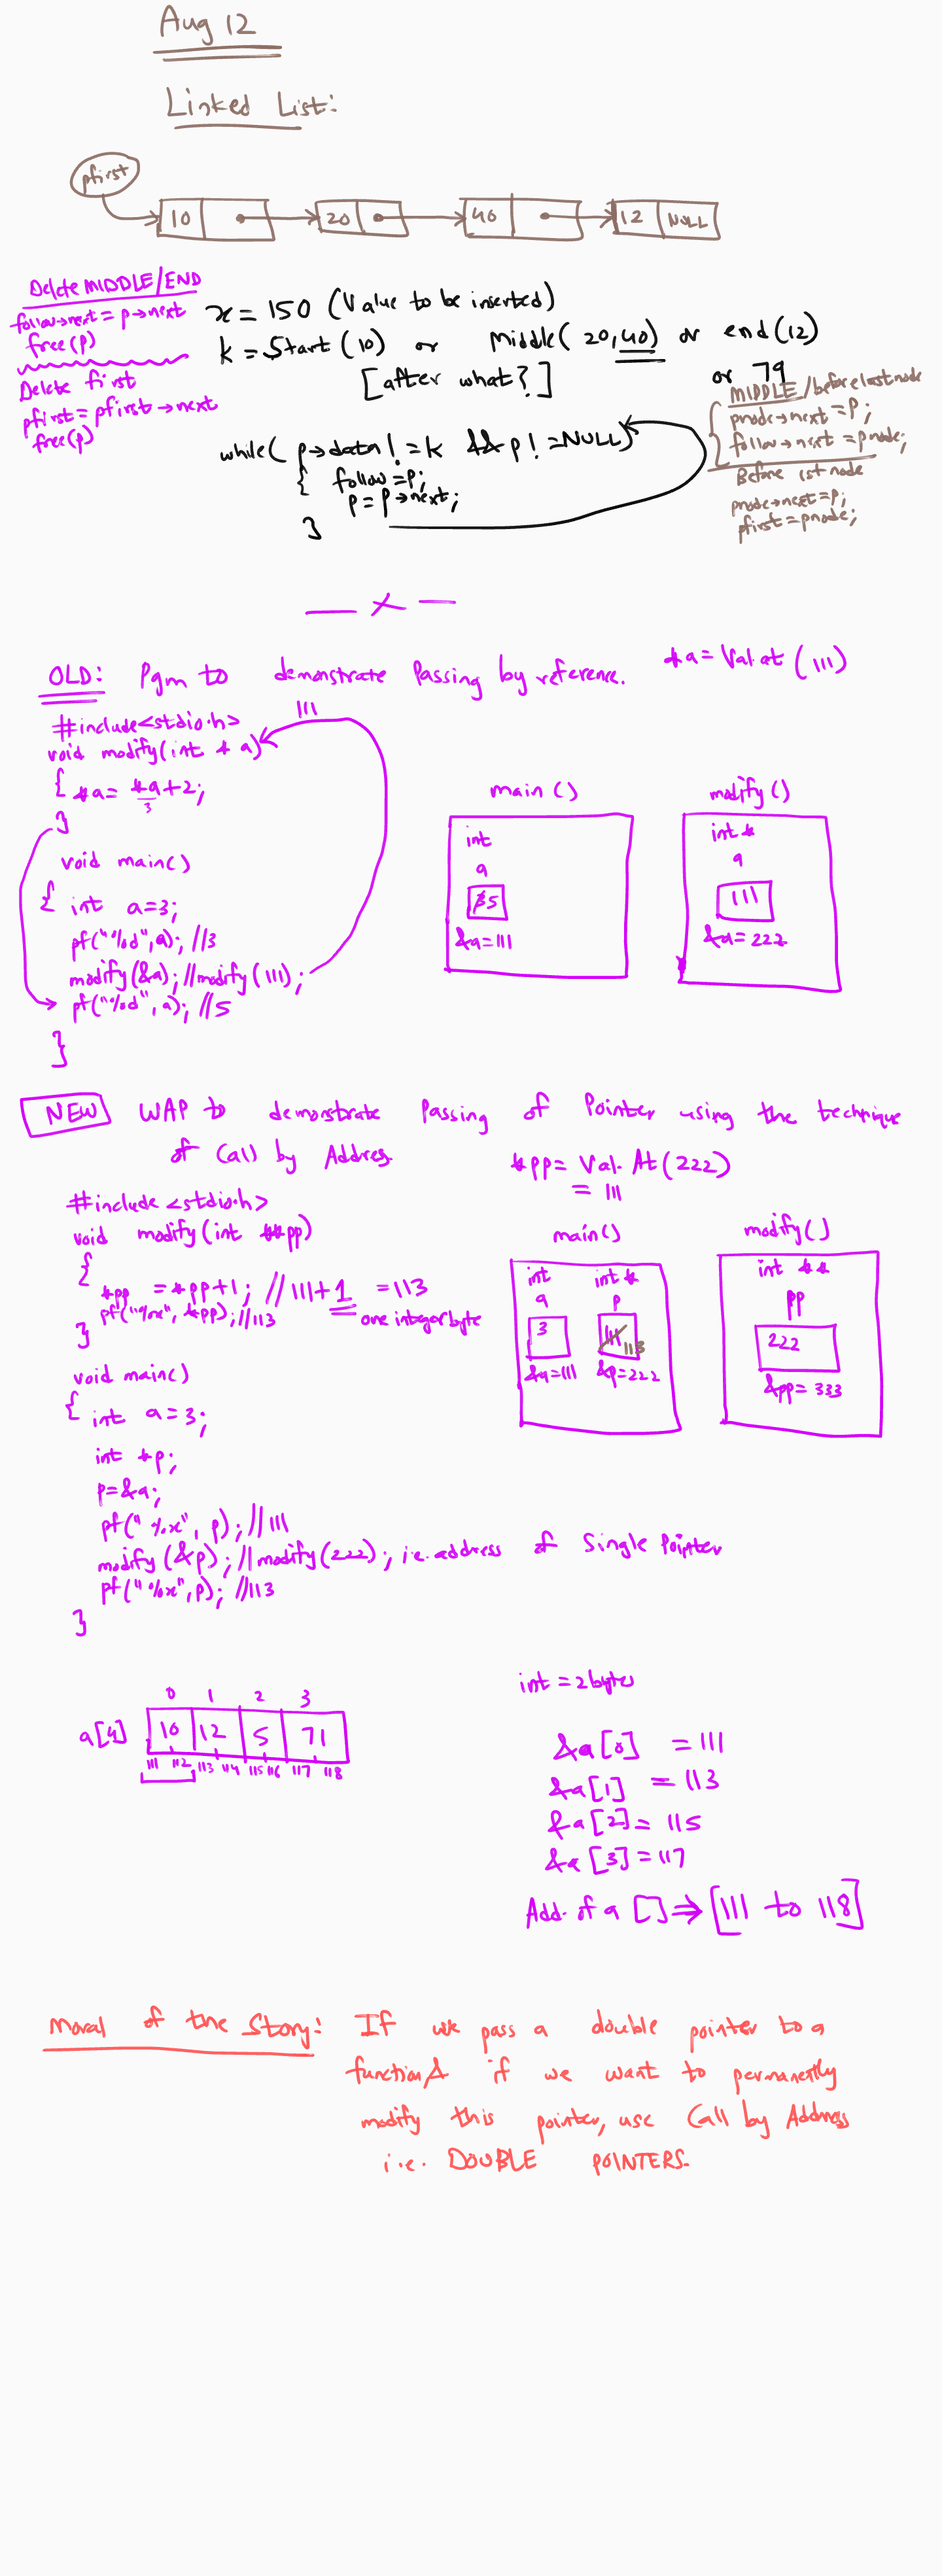 Aug 12
Linked List:
pfirst
10 20 40 12 NULL
Delete MIDDLE/END
follow→next = p→next
free(p)
Delete first
pfirst = pfirst→next
free(p)
x = 150 (Value to be inserted)
k = Start (10) or Middle (20,40) or end (12)
or 79
[after what?]
while( p→data != k && p != NULL)
{ follow = p;
p = p→next;
}
MIDDLE/before last node
pnode→next = P;
follow→next = pnode;
Before 1st node
pnode→next = p;
pfirst = pnode;
— x —
OLD: Pgm to demonstrate Passing by reference.
*a = Val at (111)
#include<stdio.h>
void modify(int * a)
111
{ *a = *a+2;
3
}
void main()
{ int a=3;
pf("%d",a); //3
modify(&a); //modify(111);
pf("%d", a); //5
}
main ()
int
a
3 5
&a = 111
modify()
int *
a
111
&a = 222
NEW WAP to demonstrate Passing of Pointer using the technique
of Call by Address
*pp = Val. At (222)
= 111
#include <stdio.h>
void modify(int **pp)
{
*pp = *pp+1; //111+1 = 113
one integer byte
pf("%x", *pp); //113
}
void main()
{ int a=3;
int *p;
p=&a;
pf("%x", p); //111
modify (&p); //modify(222); i.e. address of Single Pointer
pf("%x",p); //113
}
main()
int int *
a p
3 111 113
&a=111 &p=222
modify()
int **
pp
222
&pp = 333
0 1 2 3
a[4] 10 12 5 71
111 112 113 114 115 116 117 118
int = 2 bytes
&a[0] = 111
&a[1] = 113
&a[2] = 115
&a[3] = 117
Add. of a [] ⇒ [111 to 118]
Moral of the Story: If we pass a double pointer to a
function & if we want to permanently
modify this pointer, use Call by Address
i.e. DOUBLE POINTERS.